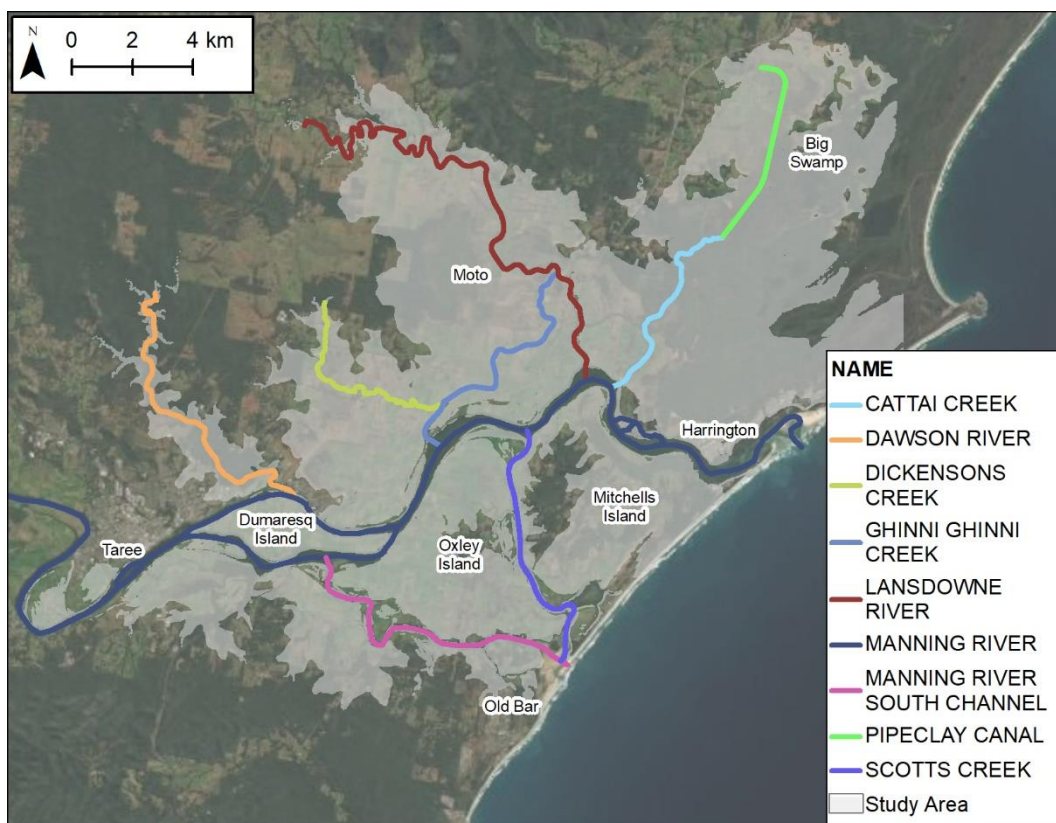 N
0 2 4 km
Big
Swamp
Moto
Harrington
Mitchells
Island
Dumaresq
Island
Oxley
Island
Taree
Old Bar
NAME
CATTAI CREEK
DAWSON RIVER
DICKENSONS
CREEK
GHINNI GHINNI
CREEK
LANSDOWNE
RIVER
MANNING RIVER
MANNING RIVER
SOUTH CHANNEL
PIPECLAY CANAL
SCOTTS CREEK
Study Area